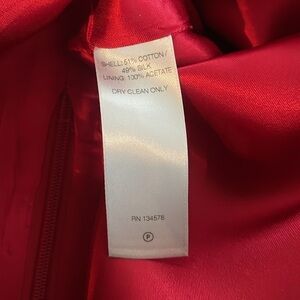 SHELL: 51% COTTON/
49% SILK
LINING: 100% ACETATE
DRY CLEAN ONLY
RN 134578
P